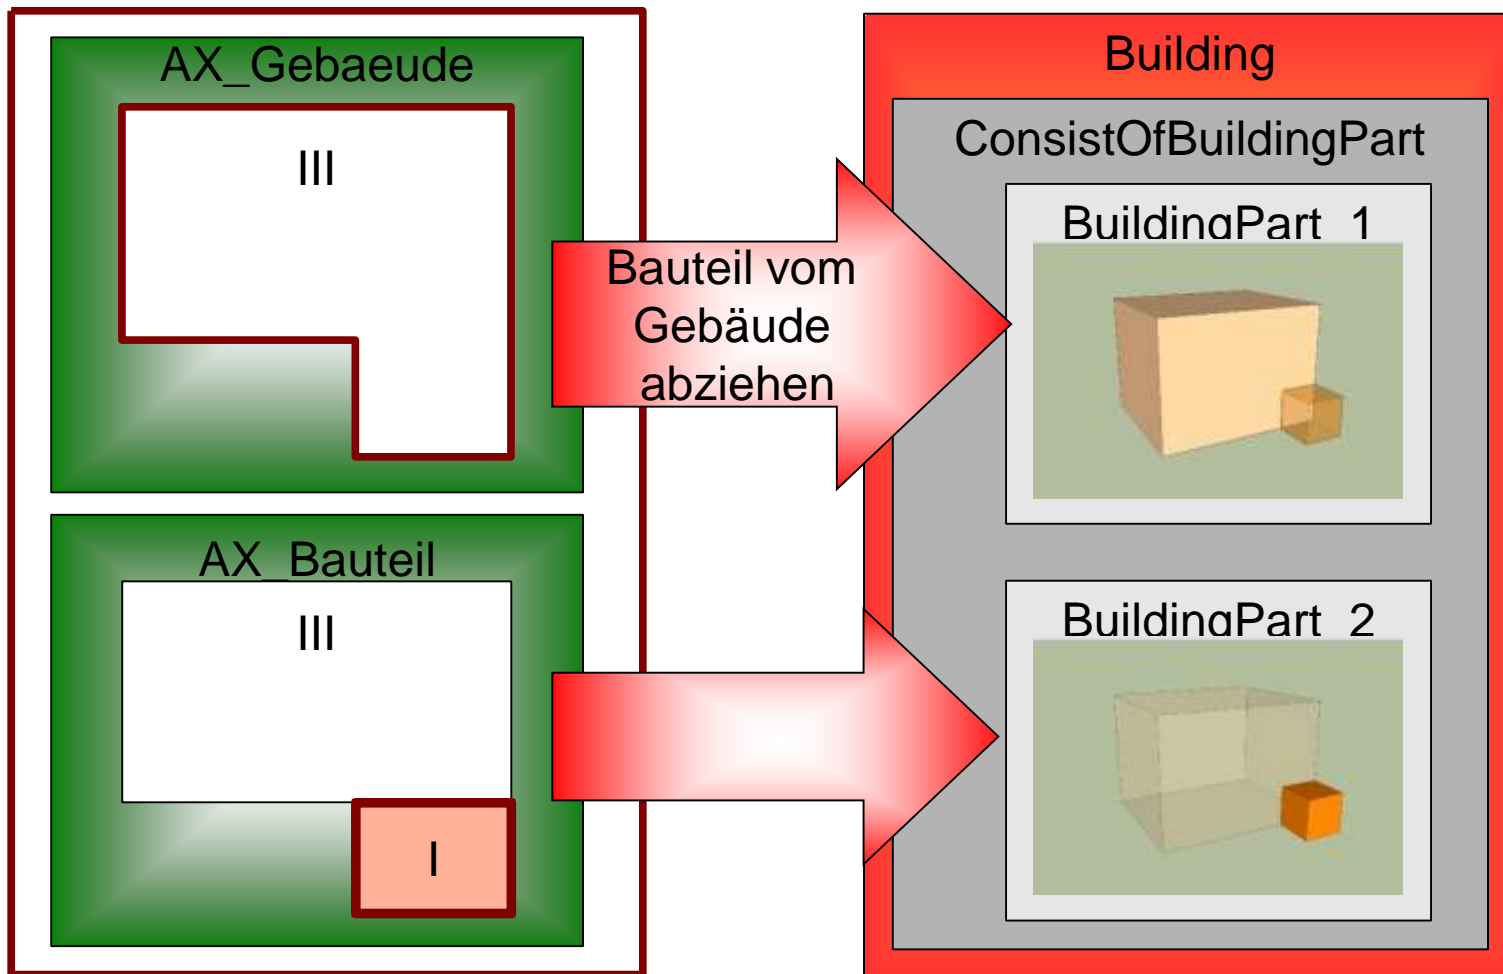 AX_Gebaeude
III
Bauteil vom
Gebäude
abziehen
AX_Bauteil
III
I
Building
ConsistOfBuildingPart
BuildingPart_1
BuildingPart_2